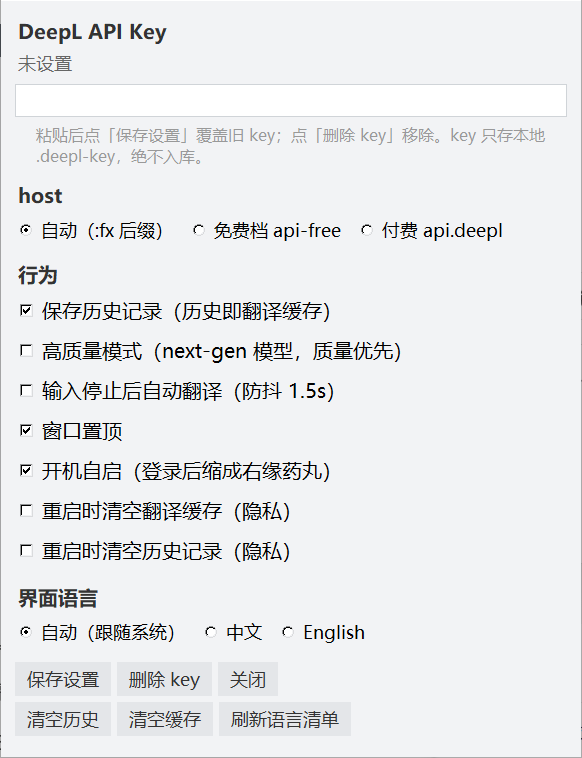 DeepL API Key
未设置
粘贴后点「保存设置」覆盖旧 key；点「删除 key」移除。key 只存本地
.deepl-key，绝不入库。
host
自动（:fx 后缀） 免费档 api-free 付费 api.deepl
行为
保存历史记录（历史即翻译缓存）
高质量模式（next-gen 模型，质量优先）
输入停止后自动翻译（防抖 1.5s）
窗口置顶
开机自启（登录后缩成右缘药丸）
重启时清空翻译缓存（隐私）
重启时清空历史记录（隐私）
界面语言
自动（跟随系统） 中文 English
保存设置 删除 key 关闭
清空历史 清空缓存 刷新语言清单